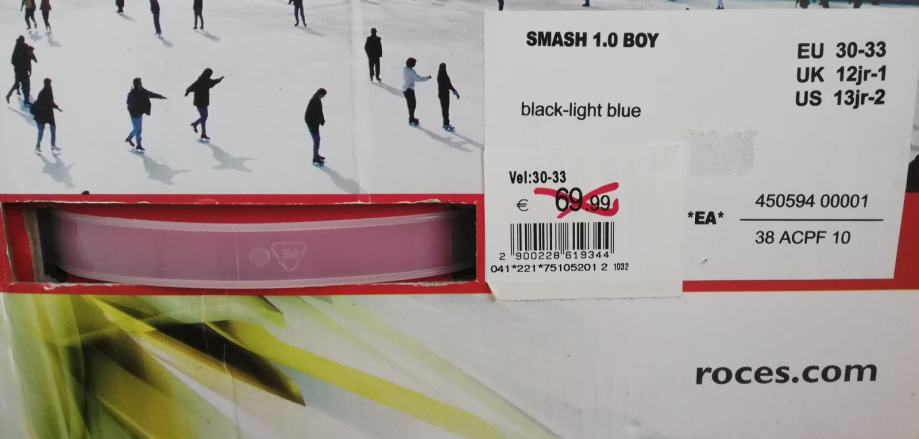 SMASH 1.0 BOY
EU 30-33
UK 12jr-1
US 13jr-2
black-light blue
Vel:30-33
€ 69.99
2 900228 619344
041*221*75105201 2 1032
*EA*
450594 00001
38 ACPF 10
roces.com